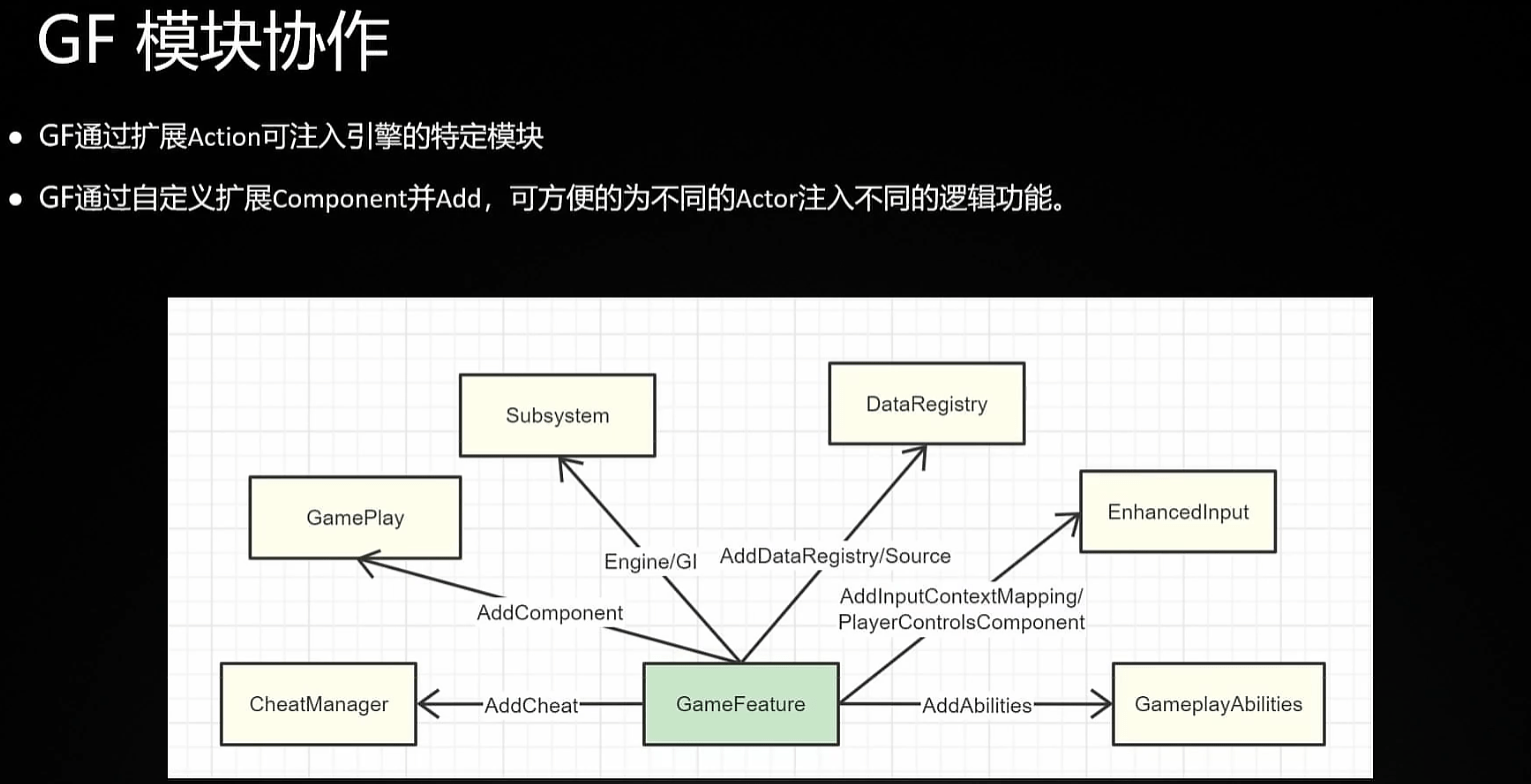 GF 模块协作
● GF通过扩展Action可注入引擎的特定模块
● GF通过自定义扩展Component并Add，可方便的为不同的Actor注入不同的逻辑功能。
DataRegistry
Subsystem
EnhancedInput
GamePlay
Engine/GI
AddDataRegistry/Source
AddInputContextMapping/
PlayerControlsComponent
AddComponent
CheatManager
AddCheat
GameFeature
AddAbilities
GameplayAbilities